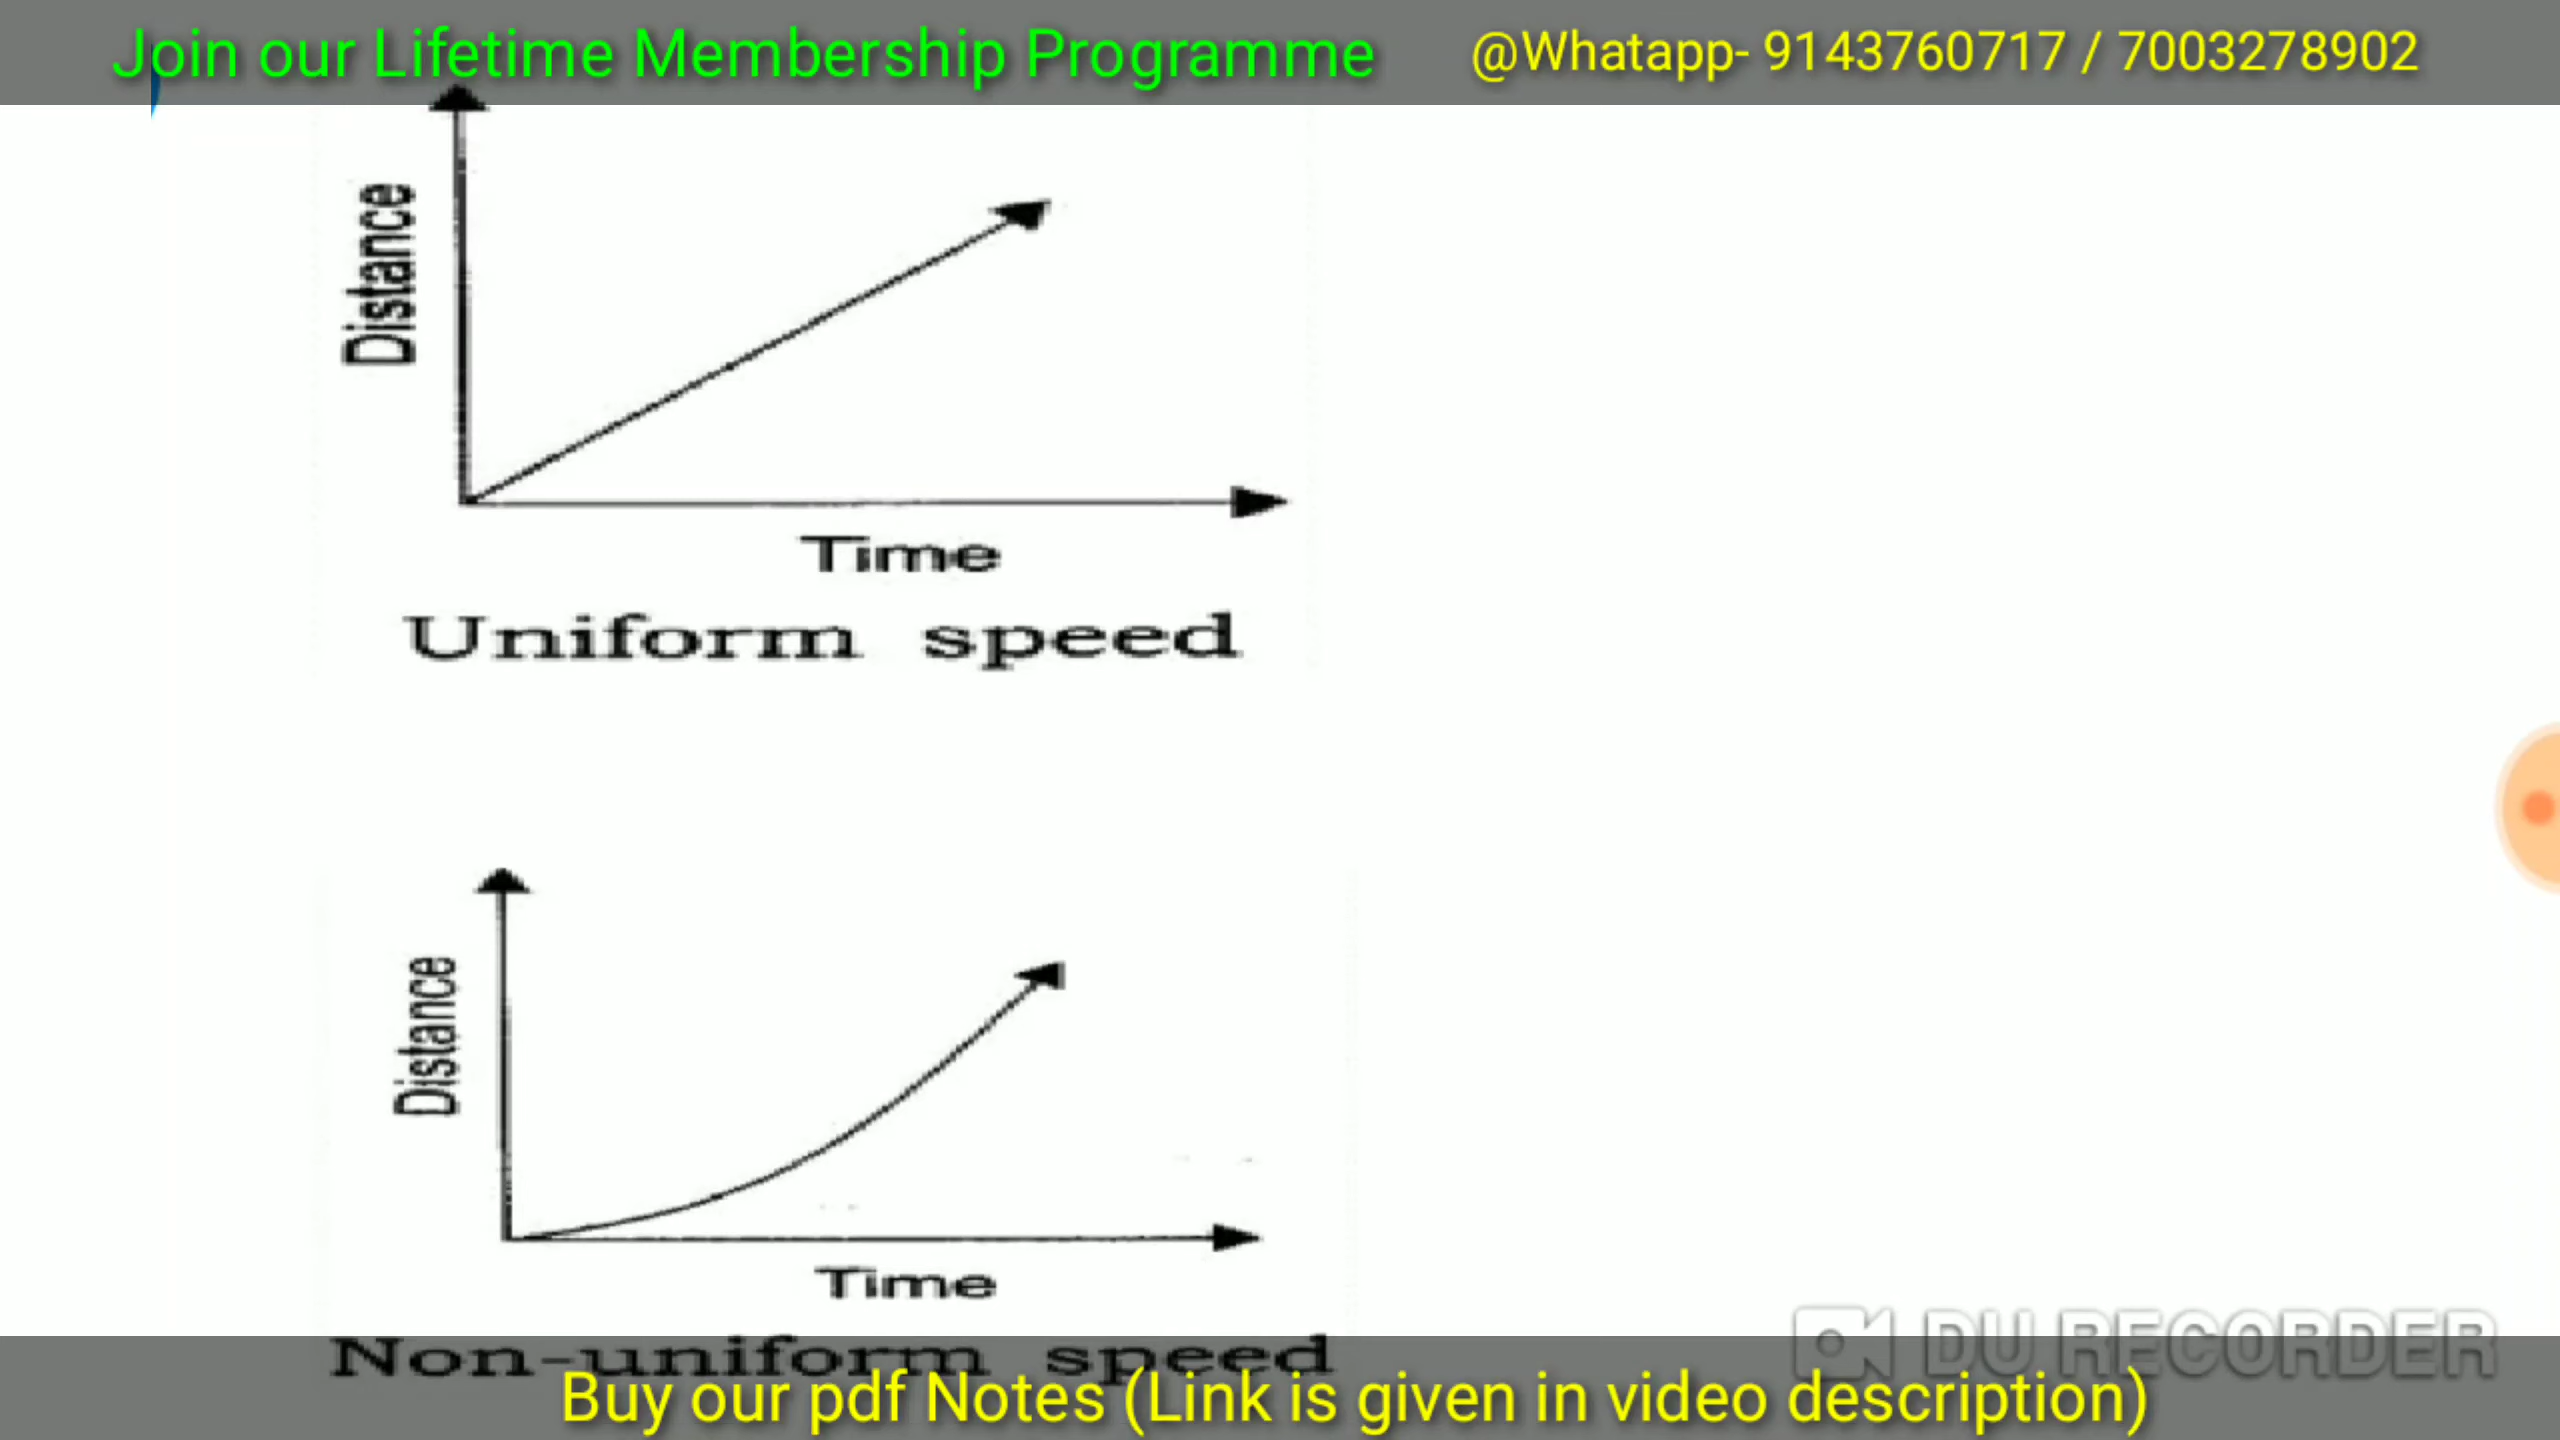 Join our Lifetime Membership Programme @Whatapp- 9143760717 / 7003278902
Distance
Time
Uniform speed
Distance
Time
Non-uniform speed
DU RECORDER
Buy our pdf Notes (Link is given in video description)